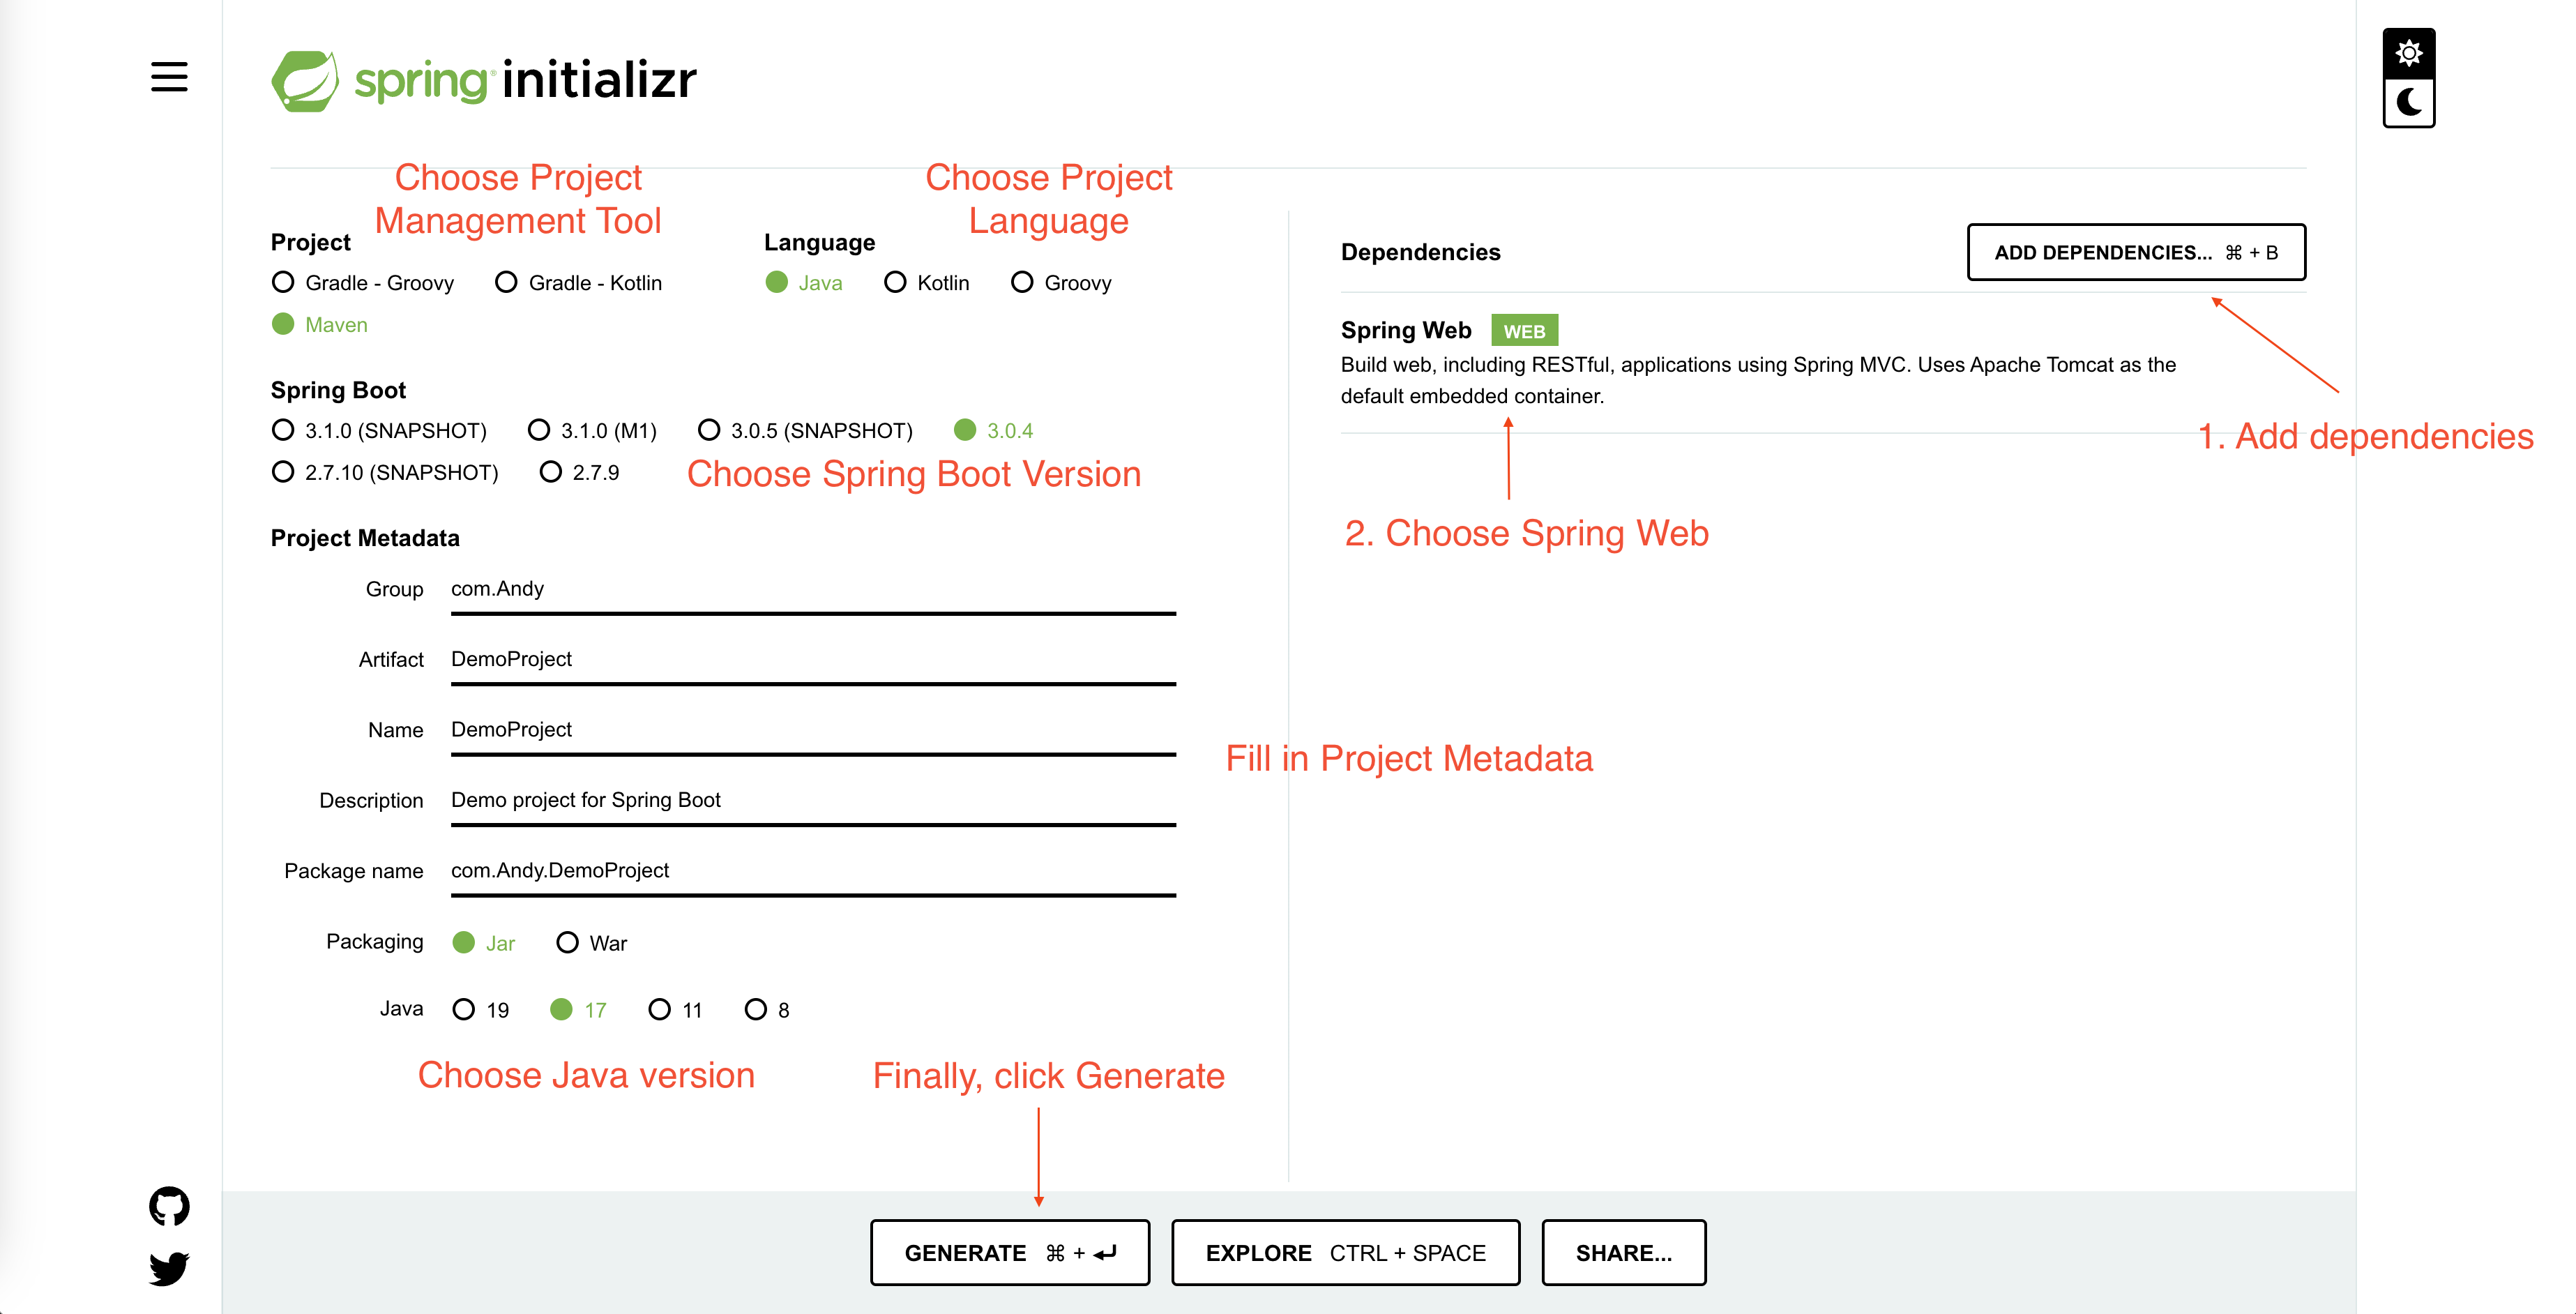 spring initializr
Choose Project
Management Tool
Choose Project
Language
Project
Gradle - Groovy Gradle - Kotlin
Maven
Language
Java Kotlin Groovy
Spring Boot
3.1.0 (SNAPSHOT) 3.1.0 (M1) 3.0.5 (SNAPSHOT) 3.0.4
2.7.10 (SNAPSHOT) 2.7.9
Choose Spring Boot Version
Project Metadata
Group com.Andy
Artifact DemoProject
Name DemoProject
Description Demo project for Spring Boot
Package name com.Andy.DemoProject
Fill in Project Metadata
Packaging Jar War
Java 19 17 11 8
Choose Java version
Finally, click Generate
Dependencies
ADD DEPENDENCIES... ⌘ + B
Spring Web WEB
Build web, including RESTful, applications using Spring MVC. Uses Apache Tomcat as the
default embedded container.
1. Add dependencies
2. Choose Spring Web
GENERATE ⌘ + ↵
EXPLORE CTRL + SPACE
SHARE...